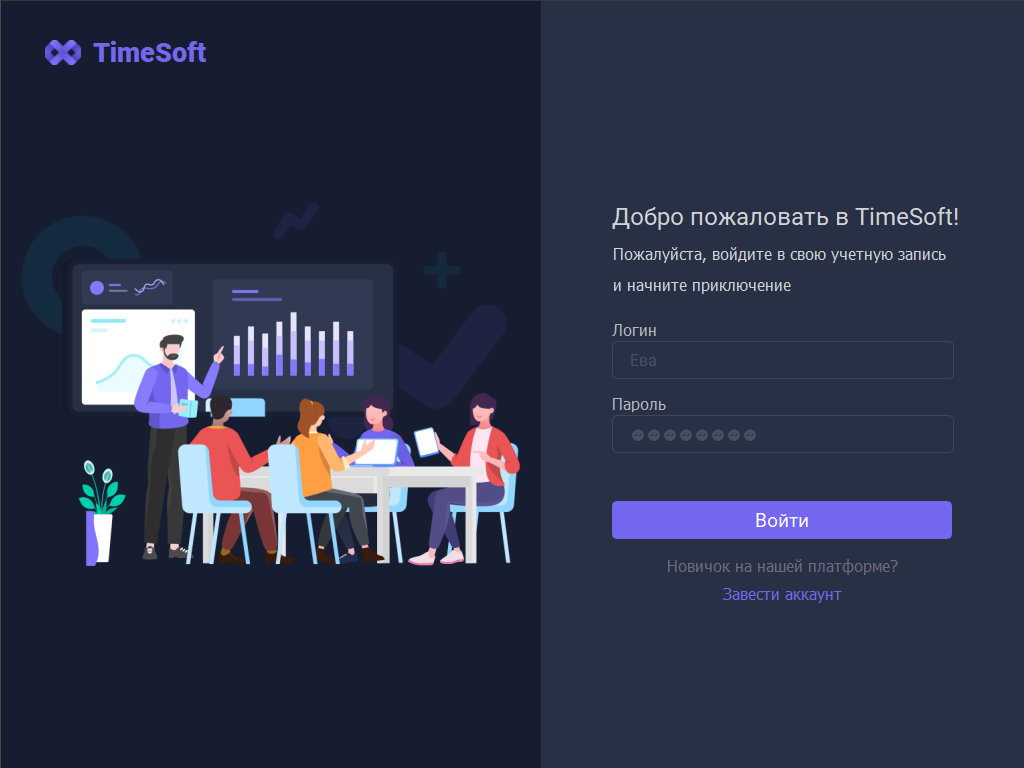 TimeSoft
Добро пожаловать в TimeSoft!
Пожалуйста, войдите в свою учетную запись
и начните приключение
Логин
Ева
Пароль
Войти
Новичок на нашей платформе?
Завести аккаунт